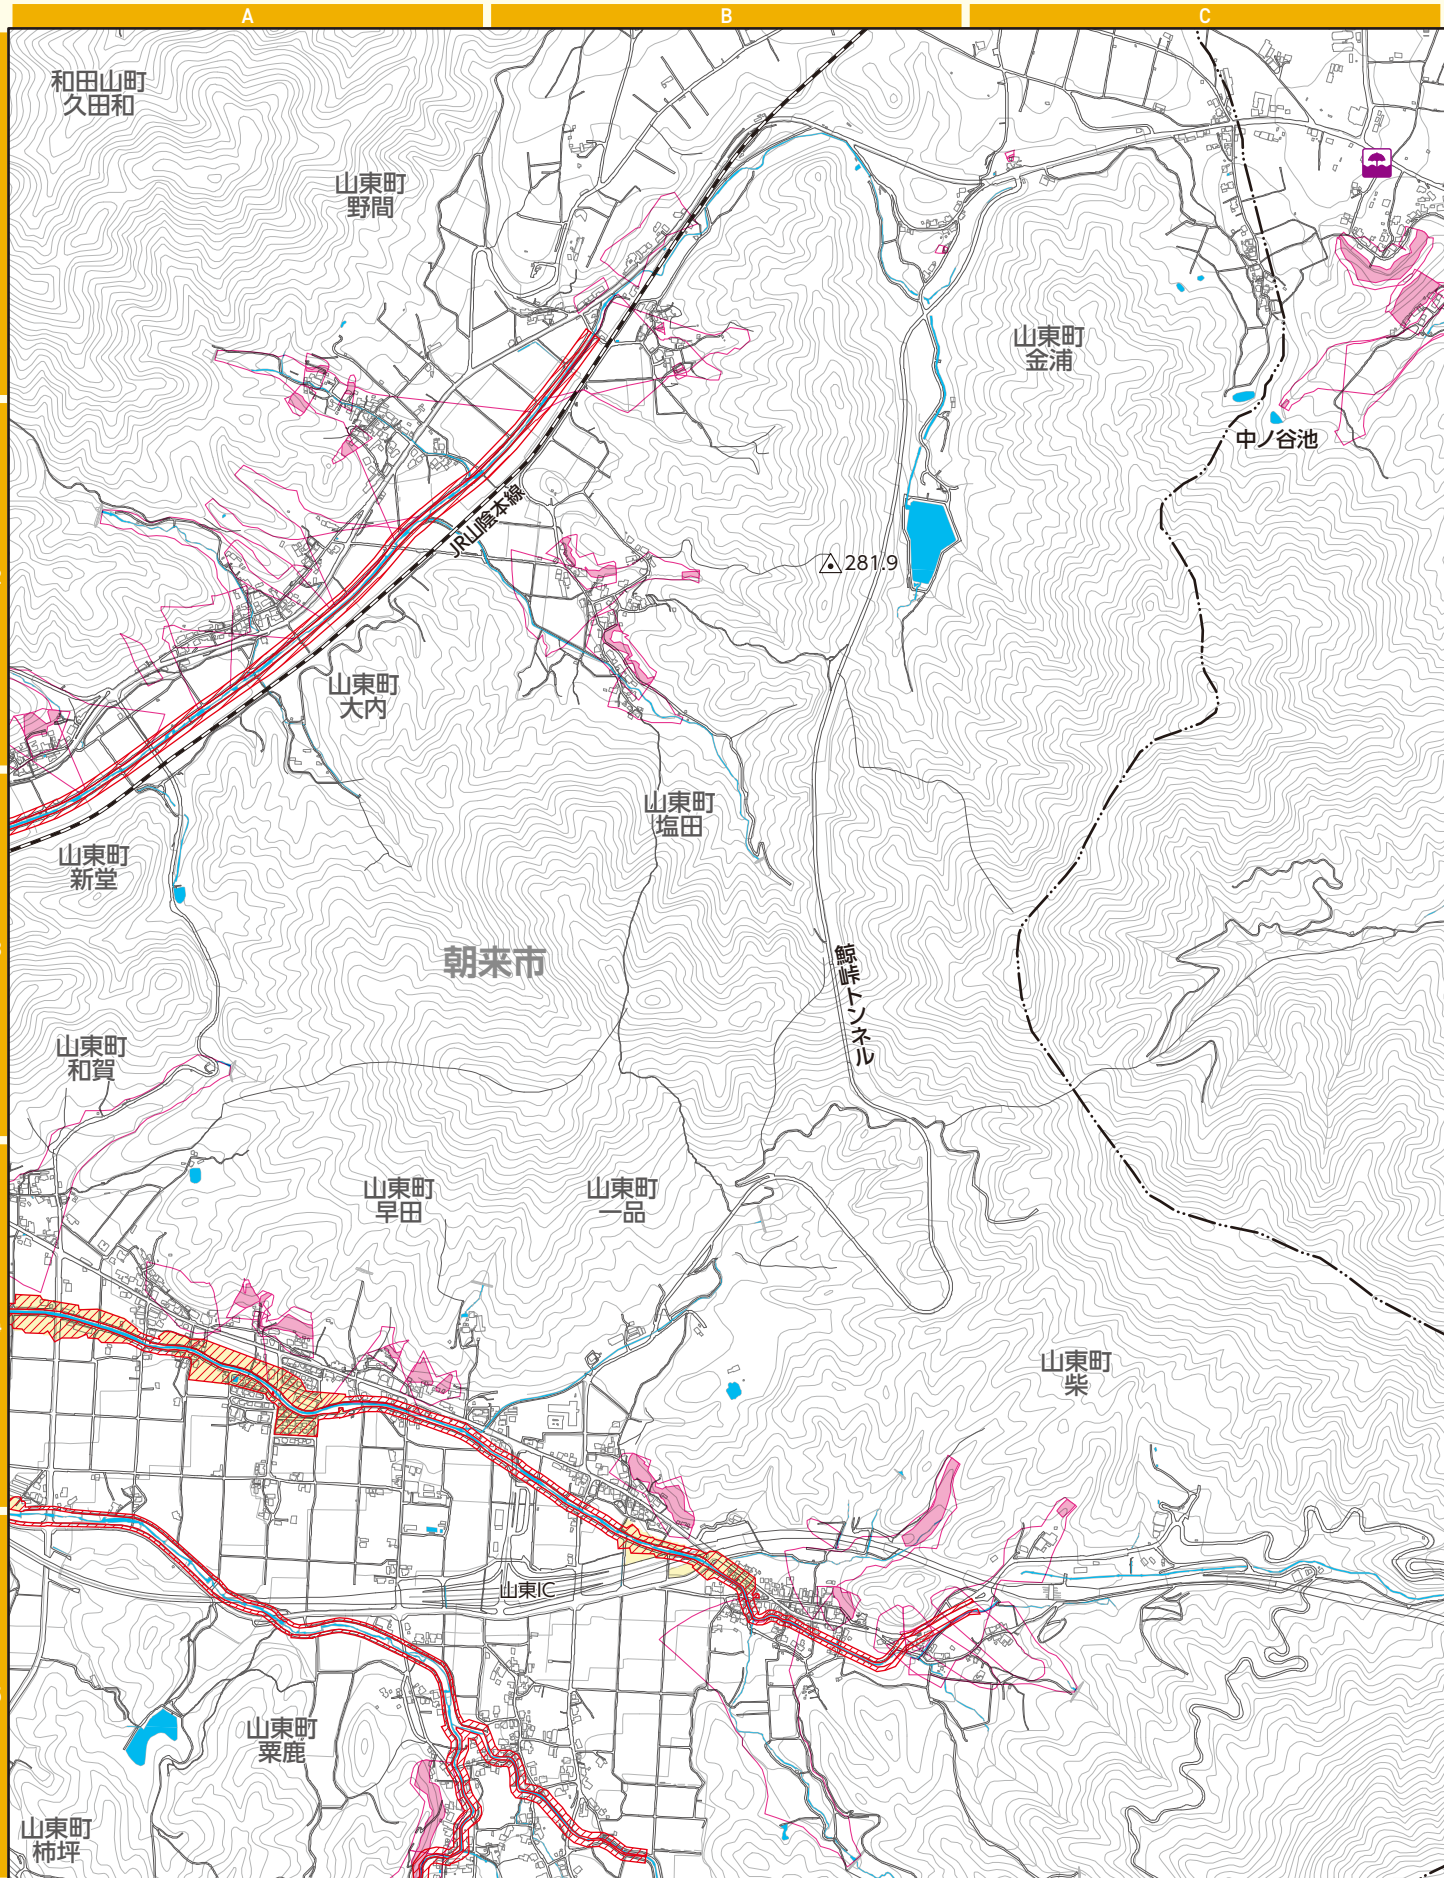 A
B
C
和田山町
久田和
山東町
野間
山東町
金浦
中ノ谷池
JR山陰本線
281.9
山東町
大内
山東町
塩田
山東町
新堂
朝来市
鯨峠トンネル
山東町
和賀
山東町
早田
山東町
一品
山東町
柴
山東IC
山東町
粟鹿
山東町
柿坪